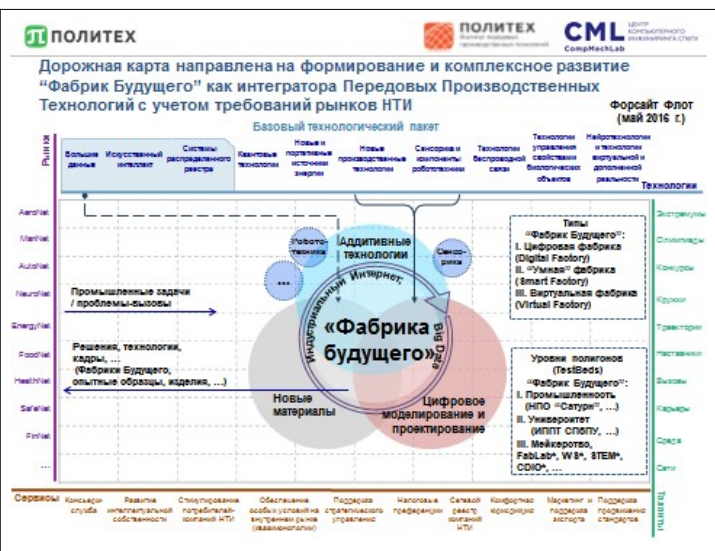 ПОЛИТЕХ
ПОЛИТЕХ
CML
CompMechLab
ЦЕНТР
КОМПЬЮТЕРНОГО
ИНЖИНИРИНГА СПбПУ
Дорожная карта направлена на формирование и комплексное развитие
“Фабрик Будущего” как интегратора Передовых Производственных
Технологий с учетом требований рынков НТИ
Форсайт Флот
(май 2016 г.)
Базовый технологический пакет
Рынки
Большие
данные
Искусственный
интеллект
Системы
распределенного
реестра
Квантовые
технологии
Новые и
портативные
источники
энергии
Новые
производственные
технологии
Сенсорика и
компоненты
робототехники
Технологии
беспроводной
связи
Технологии
управления
свойствами
биологических
объектов
Нейротехнологии
и технологии
виртуальной и
дополненной
реальности
Технологии
AeroNet
MariNet
AutoNet
NeuroNet
EnergyNet
FoodNet
HealthNet
SafeNet
FinNet
...
Промышленные задачи
/ проблемы-вызовы
Решения, технологии,
кадры, ...
(Фабрики Будущего,
опытные образцы, изделия, ...)
Робото-
техника
...
Аддитивные
технологии
Сенсо-
рика
Индустриальный Интернет,
Big Data
«Фабрика
будущего»
Новые
материалы
Цифровое
моделирование и
проектирование
Типы
“Фабрик Будущего”:
I. Цифровая фабрика
(Digital Factory)
II. “Умная” фабрика
(Smart Factory)
III. Виртуальная фабрика
(Virtual Factory)
Уровни полигонов
(TestBeds)
“Фабрик Будущего”:
I. Промышленность
(НПО “Сатурн”, ...)
II. Университет
(ИППТ СПбПУ, ...)
III. Мейкерство,
FabLab*, WS*, STEM*,
CDIO*, ...
Экстремумы
Олимпиады
Конкурсы
Кружки
Траектории
Наставники
Вызовы
Карьеры
Среда
Сети
Таланты
Сервисы
Консьерж-
служба
Развитие
интеллектуальной
собственности
Стимулирование
потребителей-
компаний НТИ
Обеспечение
особых условий на
внутреннем рынке
Поддержка
стратегического
управления
Налоговые
преференции
Сетевой
реестр
компаний
НТИ
Комфортная
юрисдикция
Маркетинг и
поддержка
экспорта
Поддержка
продвижения
стандартов